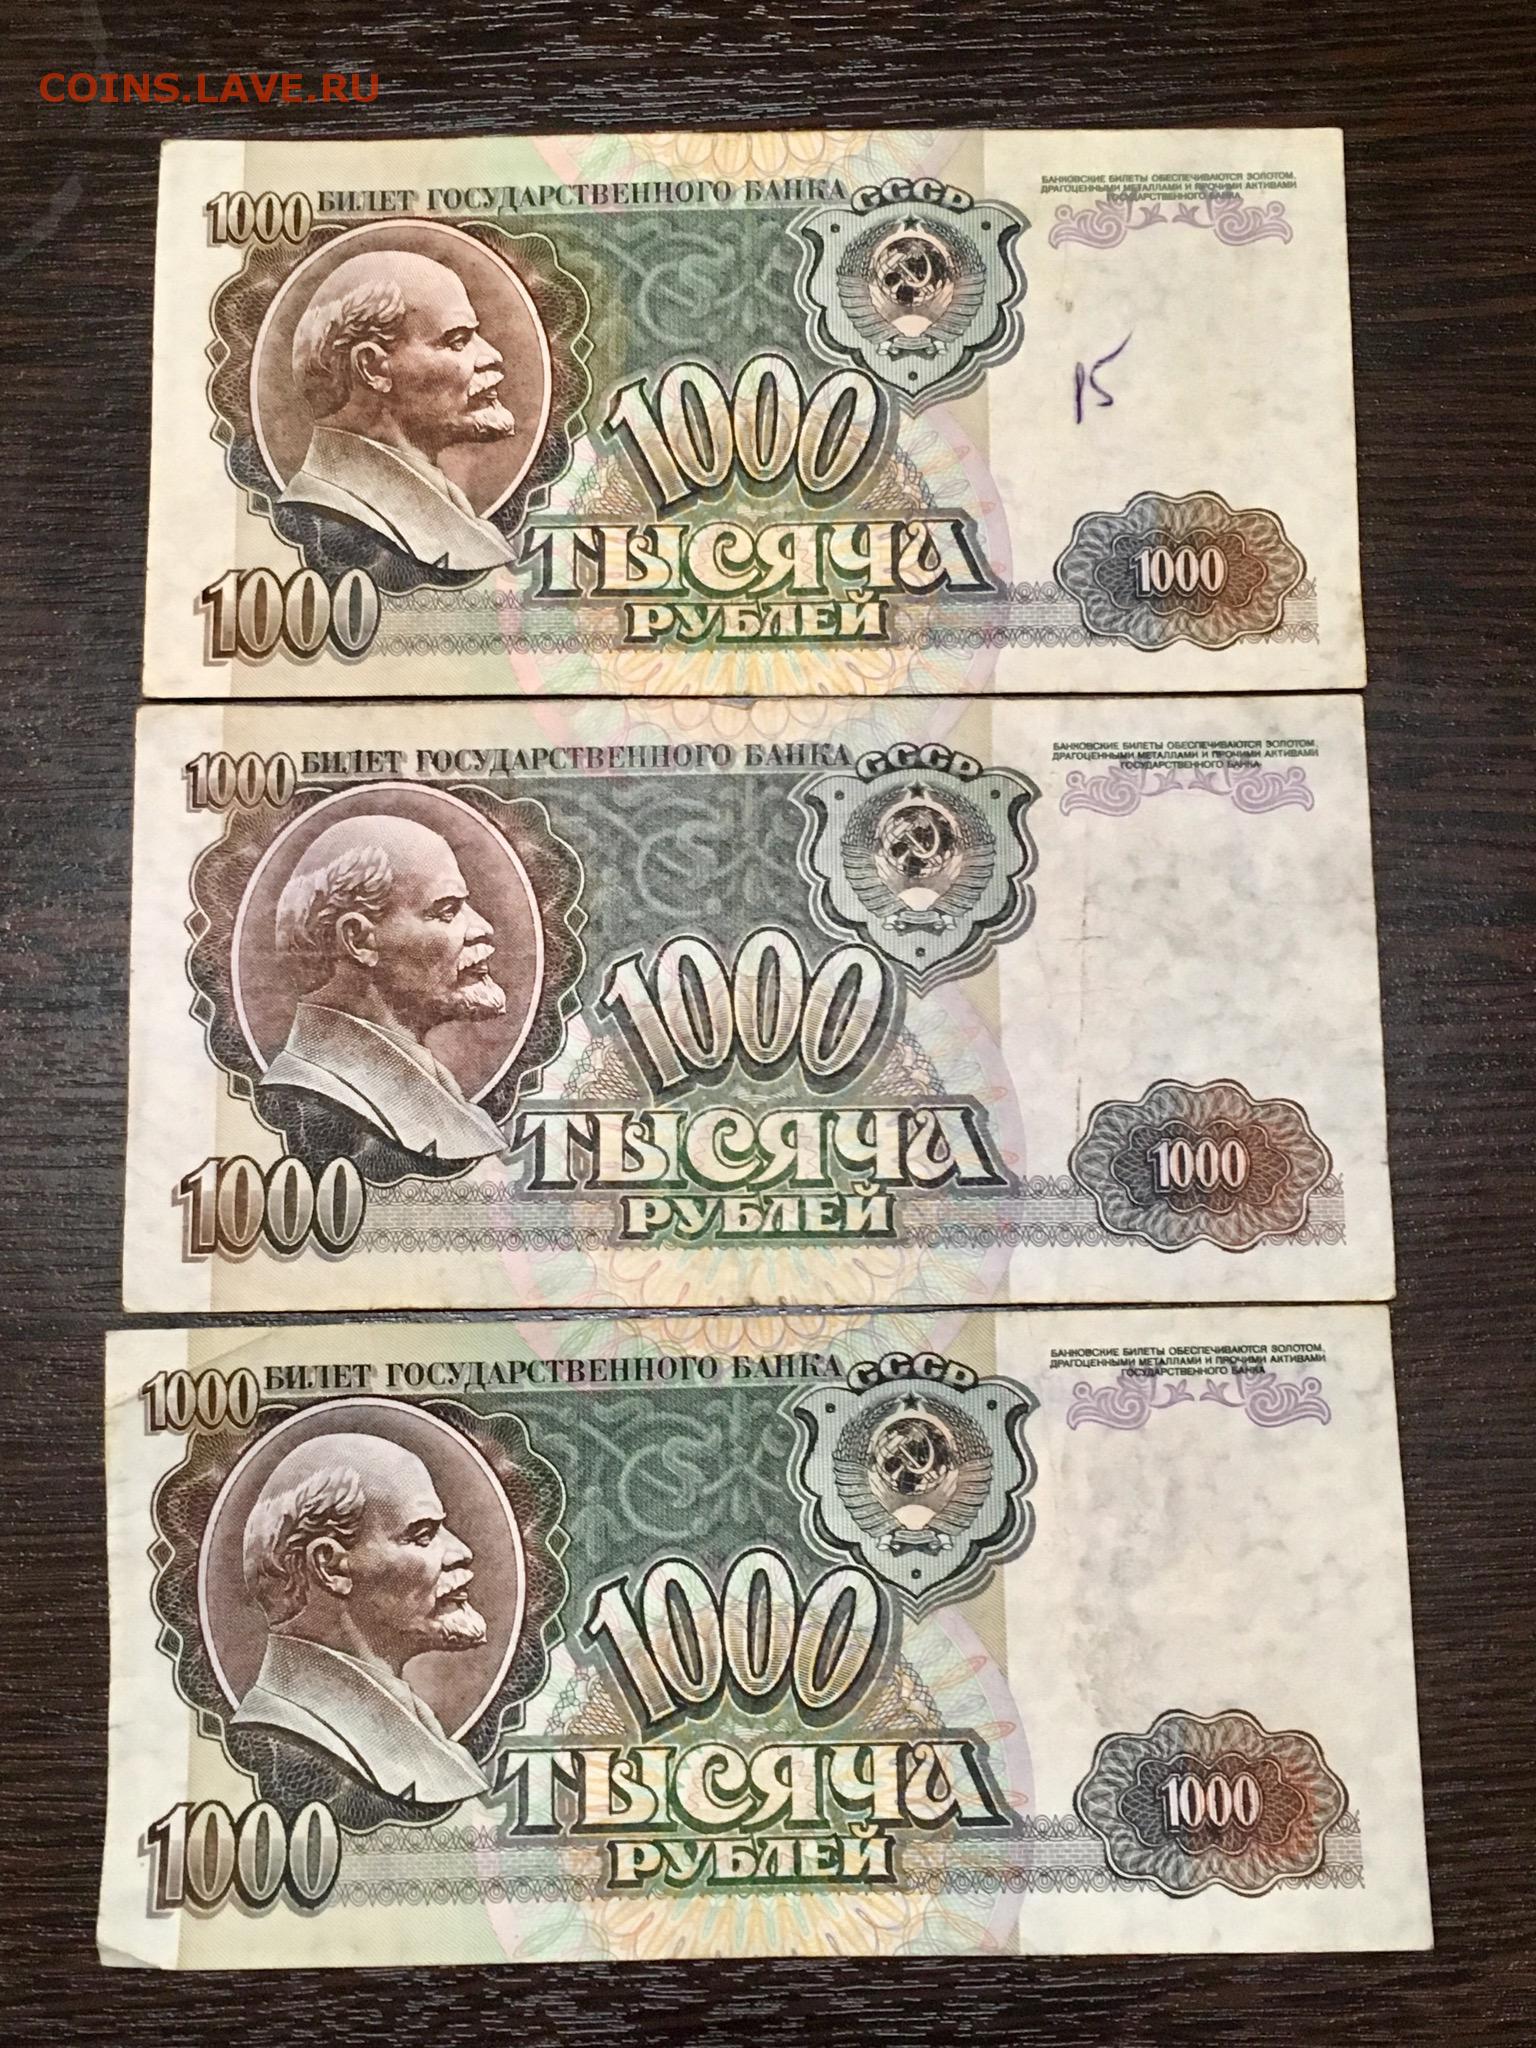 COINS.LAVE.RU
1000 БИЛЕТ ГОСУДАРСТВЕННОГО БАНКА СССР
БАНКОВСКИЕ БИЛЕТЫ ОБЕСПЕЧИВАЮТСЯ ЗОЛОТОМ,
ДРАГОЦЕННЫМИ МЕТАЛЛАМИ И ПРОЧИМИ АКТИВАМИ
ГОСУДАРСТВЕННОГО БАНКА
15
1000
ТЫСЯЧА
РУБЛЕЙ
1000
1000
1000 БИЛЕТ ГОСУДАРСТВЕННОГО БАНКА СССР
БАНКОВСКИЕ БИЛЕТЫ ОБЕСПЕЧИВАЮТСЯ ЗОЛОТОМ,
ДРАГОЦЕННЫМИ МЕТАЛЛАМИ И ПРОЧИМИ АКТИВАМИ
ГОСУДАРСТВЕННОГО БАНКА
1000
ТЫСЯЧА
РУБЛЕЙ
1000
1000
1000 БИЛЕТ ГОСУДАРСТВЕННОГО БАНКА СССР
БАНКОВСКИЕ БИЛЕТЫ ОБЕСПЕЧИВАЮТСЯ ЗОЛОТОМ,
ДРАГОЦЕННЫМИ МЕТАЛЛАМИ И ПРОЧИМИ АКТИВАМИ
ГОСУДАРСТВЕННОГО БАНКА
1000
ТЫСЯЧА
РУБЛЕЙ
1000
1000